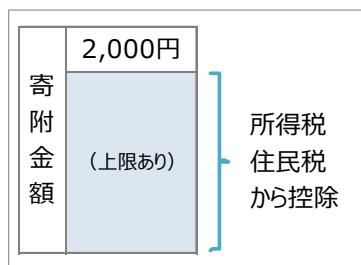 寄附金額
2,000円
（上限あり）
所得税
住民税
から控除